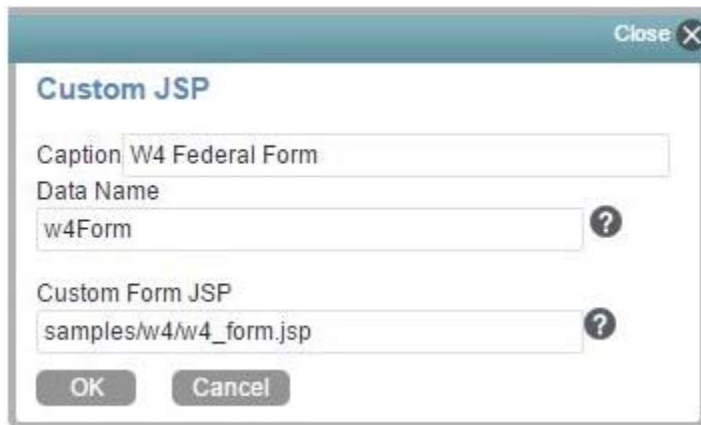 Close
Custom JSP
Caption W4 Federal Form
Data Name
w4Form ?
Custom Form JSP
samples/w4/w4_form.jsp ?
OK Cancel